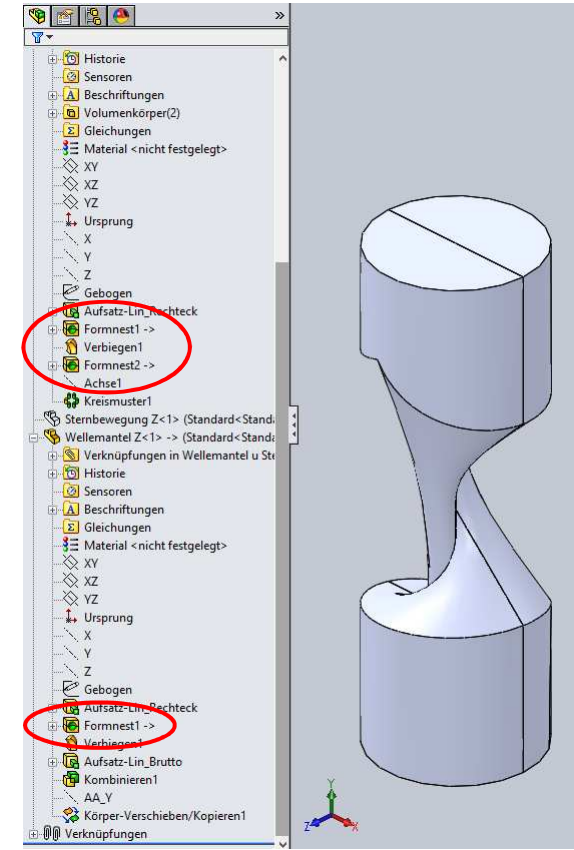 »
Historie
Sensoren
A Beschriftungen
Volumenkörper(2)
Σ Gleichungen
Material <nicht festgelegt>
XY
XZ
YZ
Ursprung
X
Y
Z
Gebogen
Aufsatz-Lin_Rechteck
Formnest1 ->
Verbiegen1
Formnest2 ->
Achse1
Kreismuster1
Sternbewegung Z<1> (Standard<Standa
Wellemantel Z<1> -> (Standard<Standa
Verknüpfungen in Wellemantel u Ste
Historie
Sensoren
A Beschriftungen
Σ Gleichungen
Material <nicht festgelegt>
XY
XZ
YZ
Ursprung
X
Y
Z
Gebogen
Aufsatz-Lin_Rechteck
Formnest1 ->
Verbiegen1
Aufsatz-Lin_Brutto
Kombinieren1
AA_Y
Körper-Verschieben/Kopieren1
Verknüpfungen
Y
Z X